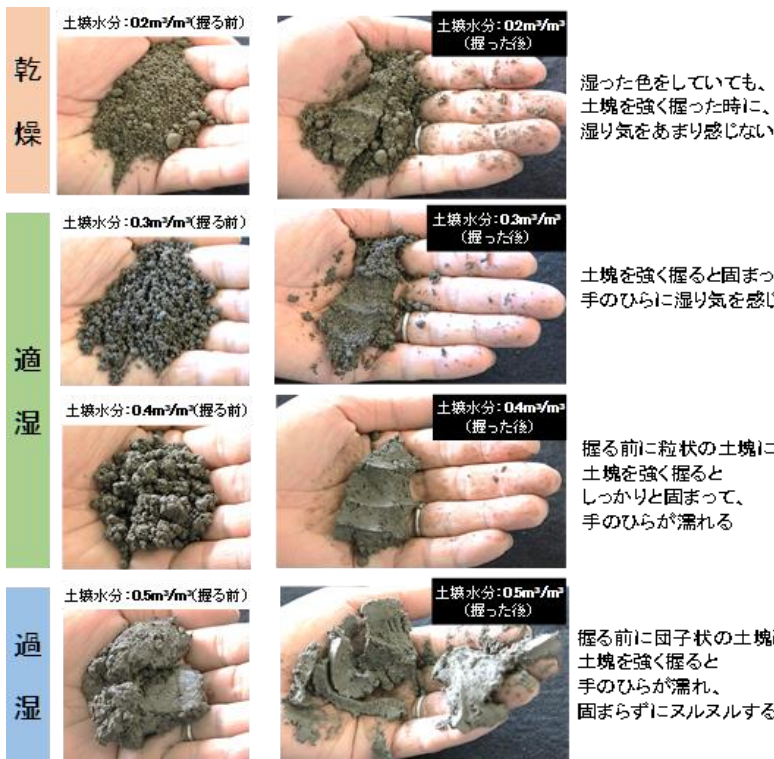 乾燥
土壌水分：0.2m³/m³(握る前)
土壌水分：0.2m³/m³
(握った後)
湿った色をしていても、
土塊を強く握った時に、
湿り気をあまり感じない
適湿
土壌水分：0.3m³/m³(握る前)
土壌水分：0.3m³/m³
(握った後)
土塊を強く握ると固まっ
手のひらに湿り気を感じ
土壌水分：0.4m³/m³(握る前)
土壌水分：0.4m³/m³
(握った後)
握る前に粒状の土塊に
土塊を強く握ると
しっかりと固まって、
手のひらが濡れる
過湿
土壌水分：0.5m³/m³(握る前)
土壌水分：0.5m³/m³
(握った後)
握る前に団子状の土塊
土塊を強く握ると
手のひらが濡れ、
固まらずにヌルヌルする